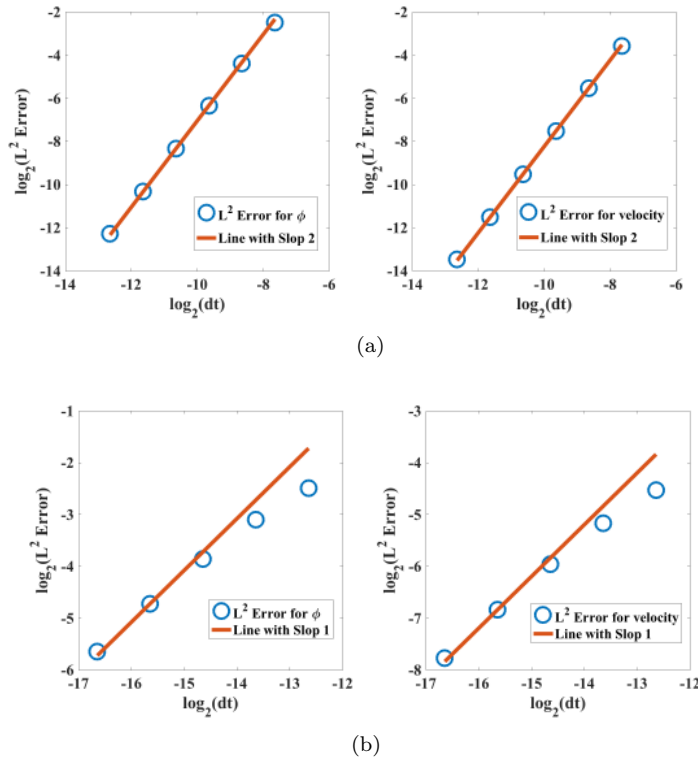 -2
-4
-6
-8
-10
-12
-14
log₂(L² Error)
L² Error for ϕ
Line with Slop 2
-14 -12 -10 -8 -6
log₂(dt)
-2
-4
-6
-8
-10
-12
-14
log₂(L² Error)
L² Error for velocity
Line with Slop 2
-14 -12 -10 -8 -6
log₂(dt)
(a)
-1
-2
-3
-4
-5
-6
log₂(L² Error)
L² Error for ϕ
Line with Slop 1
-17 -16 -15 -14 -13 -12
log₂(dt)
-3
-4
-5
-6
-7
-8
log₂(L² Error)
L² Error for velocity
Line with Slop 1
-17 -16 -15 -14 -13 -12
log₂(dt)
(b)